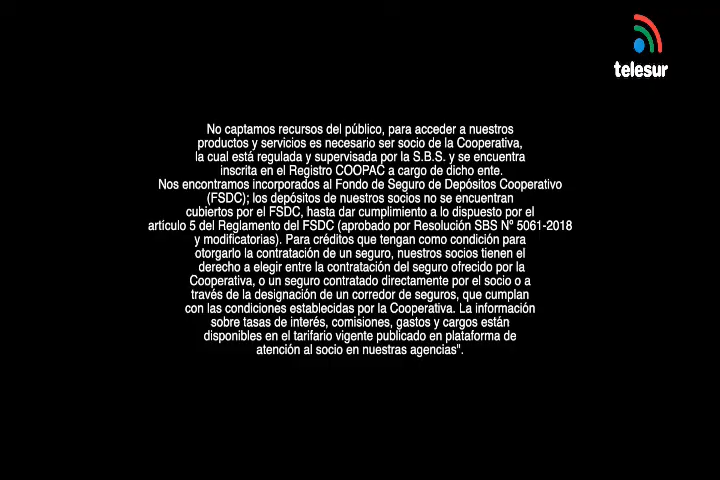 telesur
No captamos recursos del público, para acceder a nuestros
productos y servicios es necesario ser socio de la Cooperativa,
la cual está regulada y supervisada por la S.B.S. y se encuentra
inscrita en el Registro COOPAC a cargo de dicho ente.
Nos encontramos incorporados al Fondo de Seguro de Depósitos Cooperativo
(FSDC); los depósitos de nuestros socios no se encuentran
cubiertos por el FSDC, hasta dar cumplimiento a lo dispuesto por el
artículo 5 del Reglamento del FSDC (aprobado por Resolución SBS Nº 5061-2018
y modificatorias). Para créditos que tengan como condición para
otorgarlo la contratación de un seguro, nuestros socios tienen el
derecho a elegir entre la contratación del seguro ofrecido por la
Cooperativa, o un seguro contratado directamente por el socio o a
través de la designación de un corredor de seguros, que cumplan
con las condiciones establecidas por la Cooperativa. La información
sobre tasas de interés, comisiones, gastos y cargos están
disponibles en el tarifario vigente publicado en plataforma de
atención al socio en nuestras agencias".